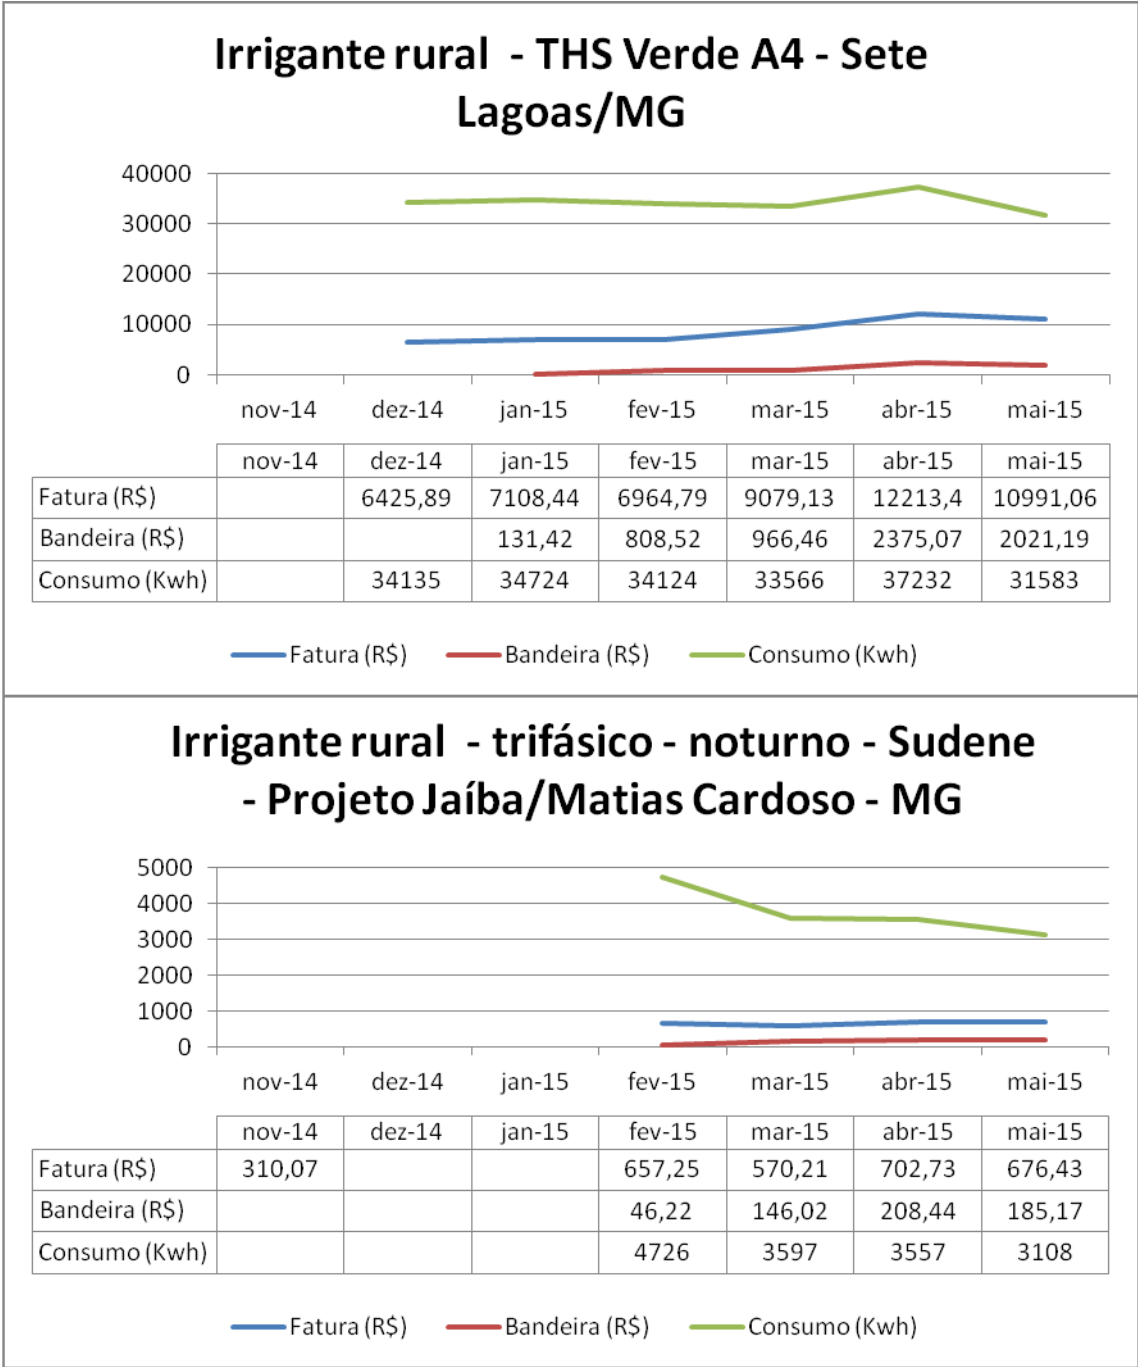 Irrigante rural - THS Verde A4 - Sete
Lagoas/MG
40000
30000
20000
10000
0
nov-14 dez-14 jan-15 fev-15 mar-15 abr-15 mai-15
nov-14 dez-14 jan-15 fev-15 mar-15 abr-15 mai-15
Fatura (R$) 6425,89 7108,44 6964,79 9079,13 12213,4 10991,06
Bandeira (R$) 131,42 808,52 966,46 2375,07 2021,19
Consumo (Kwh) 34135 34724 34124 33566 37232 31583
Fatura (R$) Bandeira (R$) Consumo (Kwh)
Irrigante rural - trifásico - noturno - Sudene
- Projeto Jaíba/Matias Cardoso - MG
5000
4000
3000
2000
1000
0
nov-14 dez-14 jan-15 fev-15 mar-15 abr-15 mai-15
nov-14 dez-14 jan-15 fev-15 mar-15 abr-15 mai-15
Fatura (R$) 310,07 657,25 570,21 702,73 676,43
Bandeira (R$) 46,22 146,02 208,44 185,17
Consumo (Kwh) 4726 3597 3557 3108
Fatura (R$) Bandeira (R$) Consumo (Kwh)